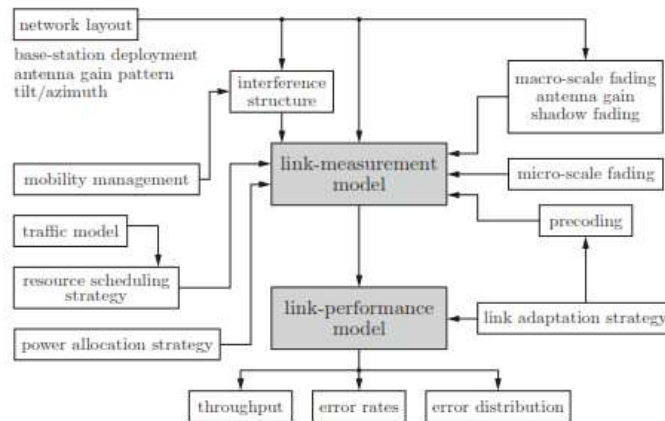 network layout
base-station deployment
antenna gain pattern
tilt/azimuth
interference
structure
macro-scale fading
antenna gain
shadow fading
link-measurement
model
mobility management
micro-scale fading
traffic model
precoding
resource scheduling
strategy
link-performance
model
link adaptation strategy
power allocation strategy
throughput
error rates
error distribution